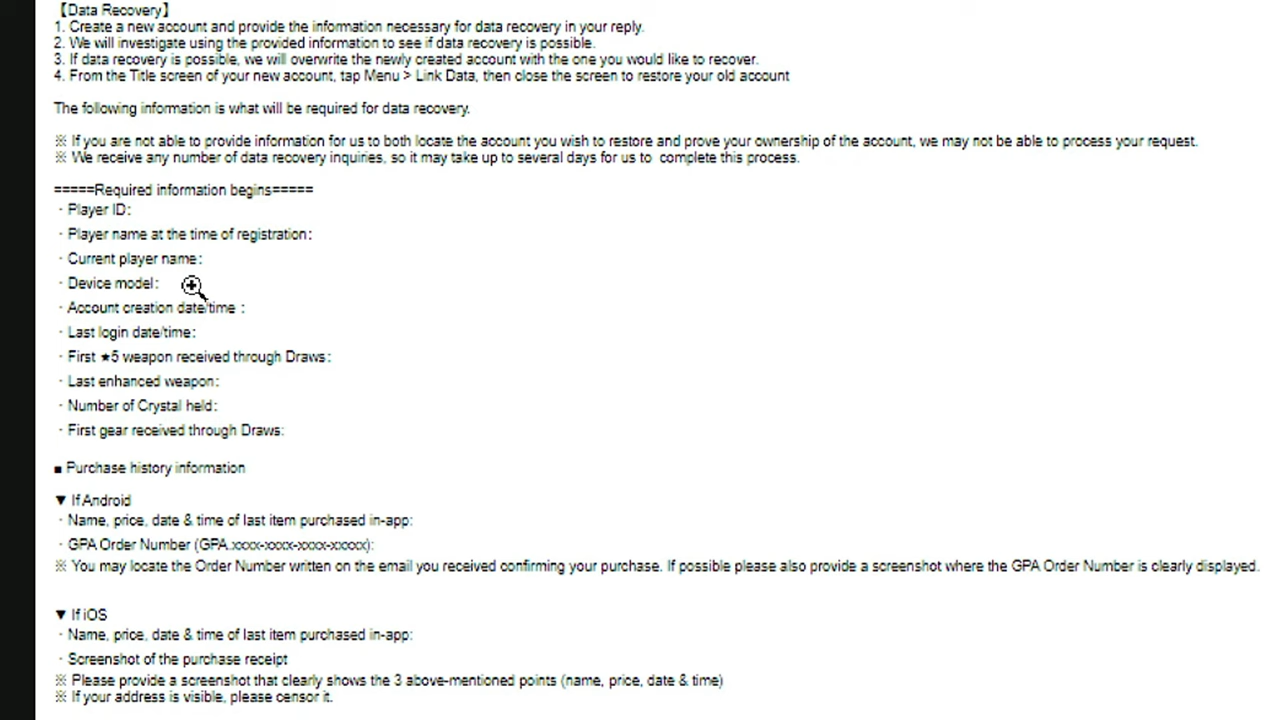 【Data Recovery】
1. Create a new account and provide the information necessary for data recovery in your reply.
2. We will investigate using the provided information to see if data recovery is possible.
3. If data recovery is possible, we will overwrite the newly created account with the one you would like to recover.
4. From the Title screen of your new account, tap Menu > Link Data, then close the screen to restore your old account
The following information is what will be required for data recovery.
※ If you are not able to provide information for us to both locate the account you wish to restore and prove your ownership of the account, we may not be able to process your request.
※ We receive any number of data recovery inquiries, so it may take up to several days for us to complete this process.
=====Required information begins=====
・Player ID:
・Player name at the time of registration:
・Current player name:
・Device model:
・Account creation date/time :
・Last login date/time:
・First ★5 weapon received through Draws:
・Last enhanced weapon:
・Number of Crystal held:
・First gear received through Draws:
■ Purchase history information
▼ If Android
・Name, price, date & time of last item purchased in-app:
・GPA Order Number (GPA.xxxx-xxxx-xxxx-xxxxx):
※ You may locate the Order Number written on the email you received confirming your purchase. If possible please also provide a screenshot where the GPA Order Number is clearly displayed.
▼ If iOS
・Name, price, date & time of last item purchased in-app:
・Screenshot of the purchase receipt
※ Please provide a screenshot that clearly shows the 3 above-mentioned points (name, price, date & time)
※ If your address is visible, please censor it.